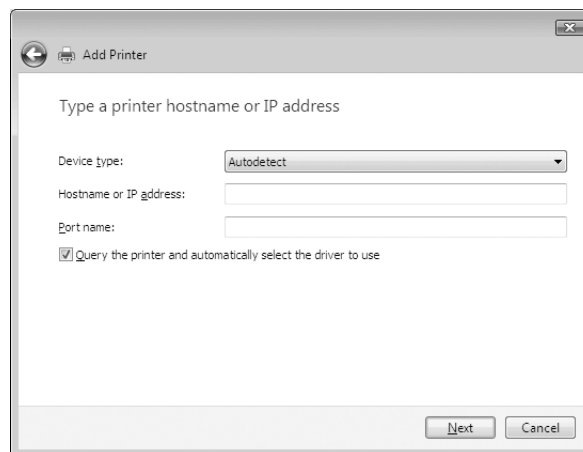 Add Printer
Type a printer hostname or IP address
Device type: Autodetect
Hostname or IP address:
Port name:
Query the printer and automatically select the driver to use
Next Cancel